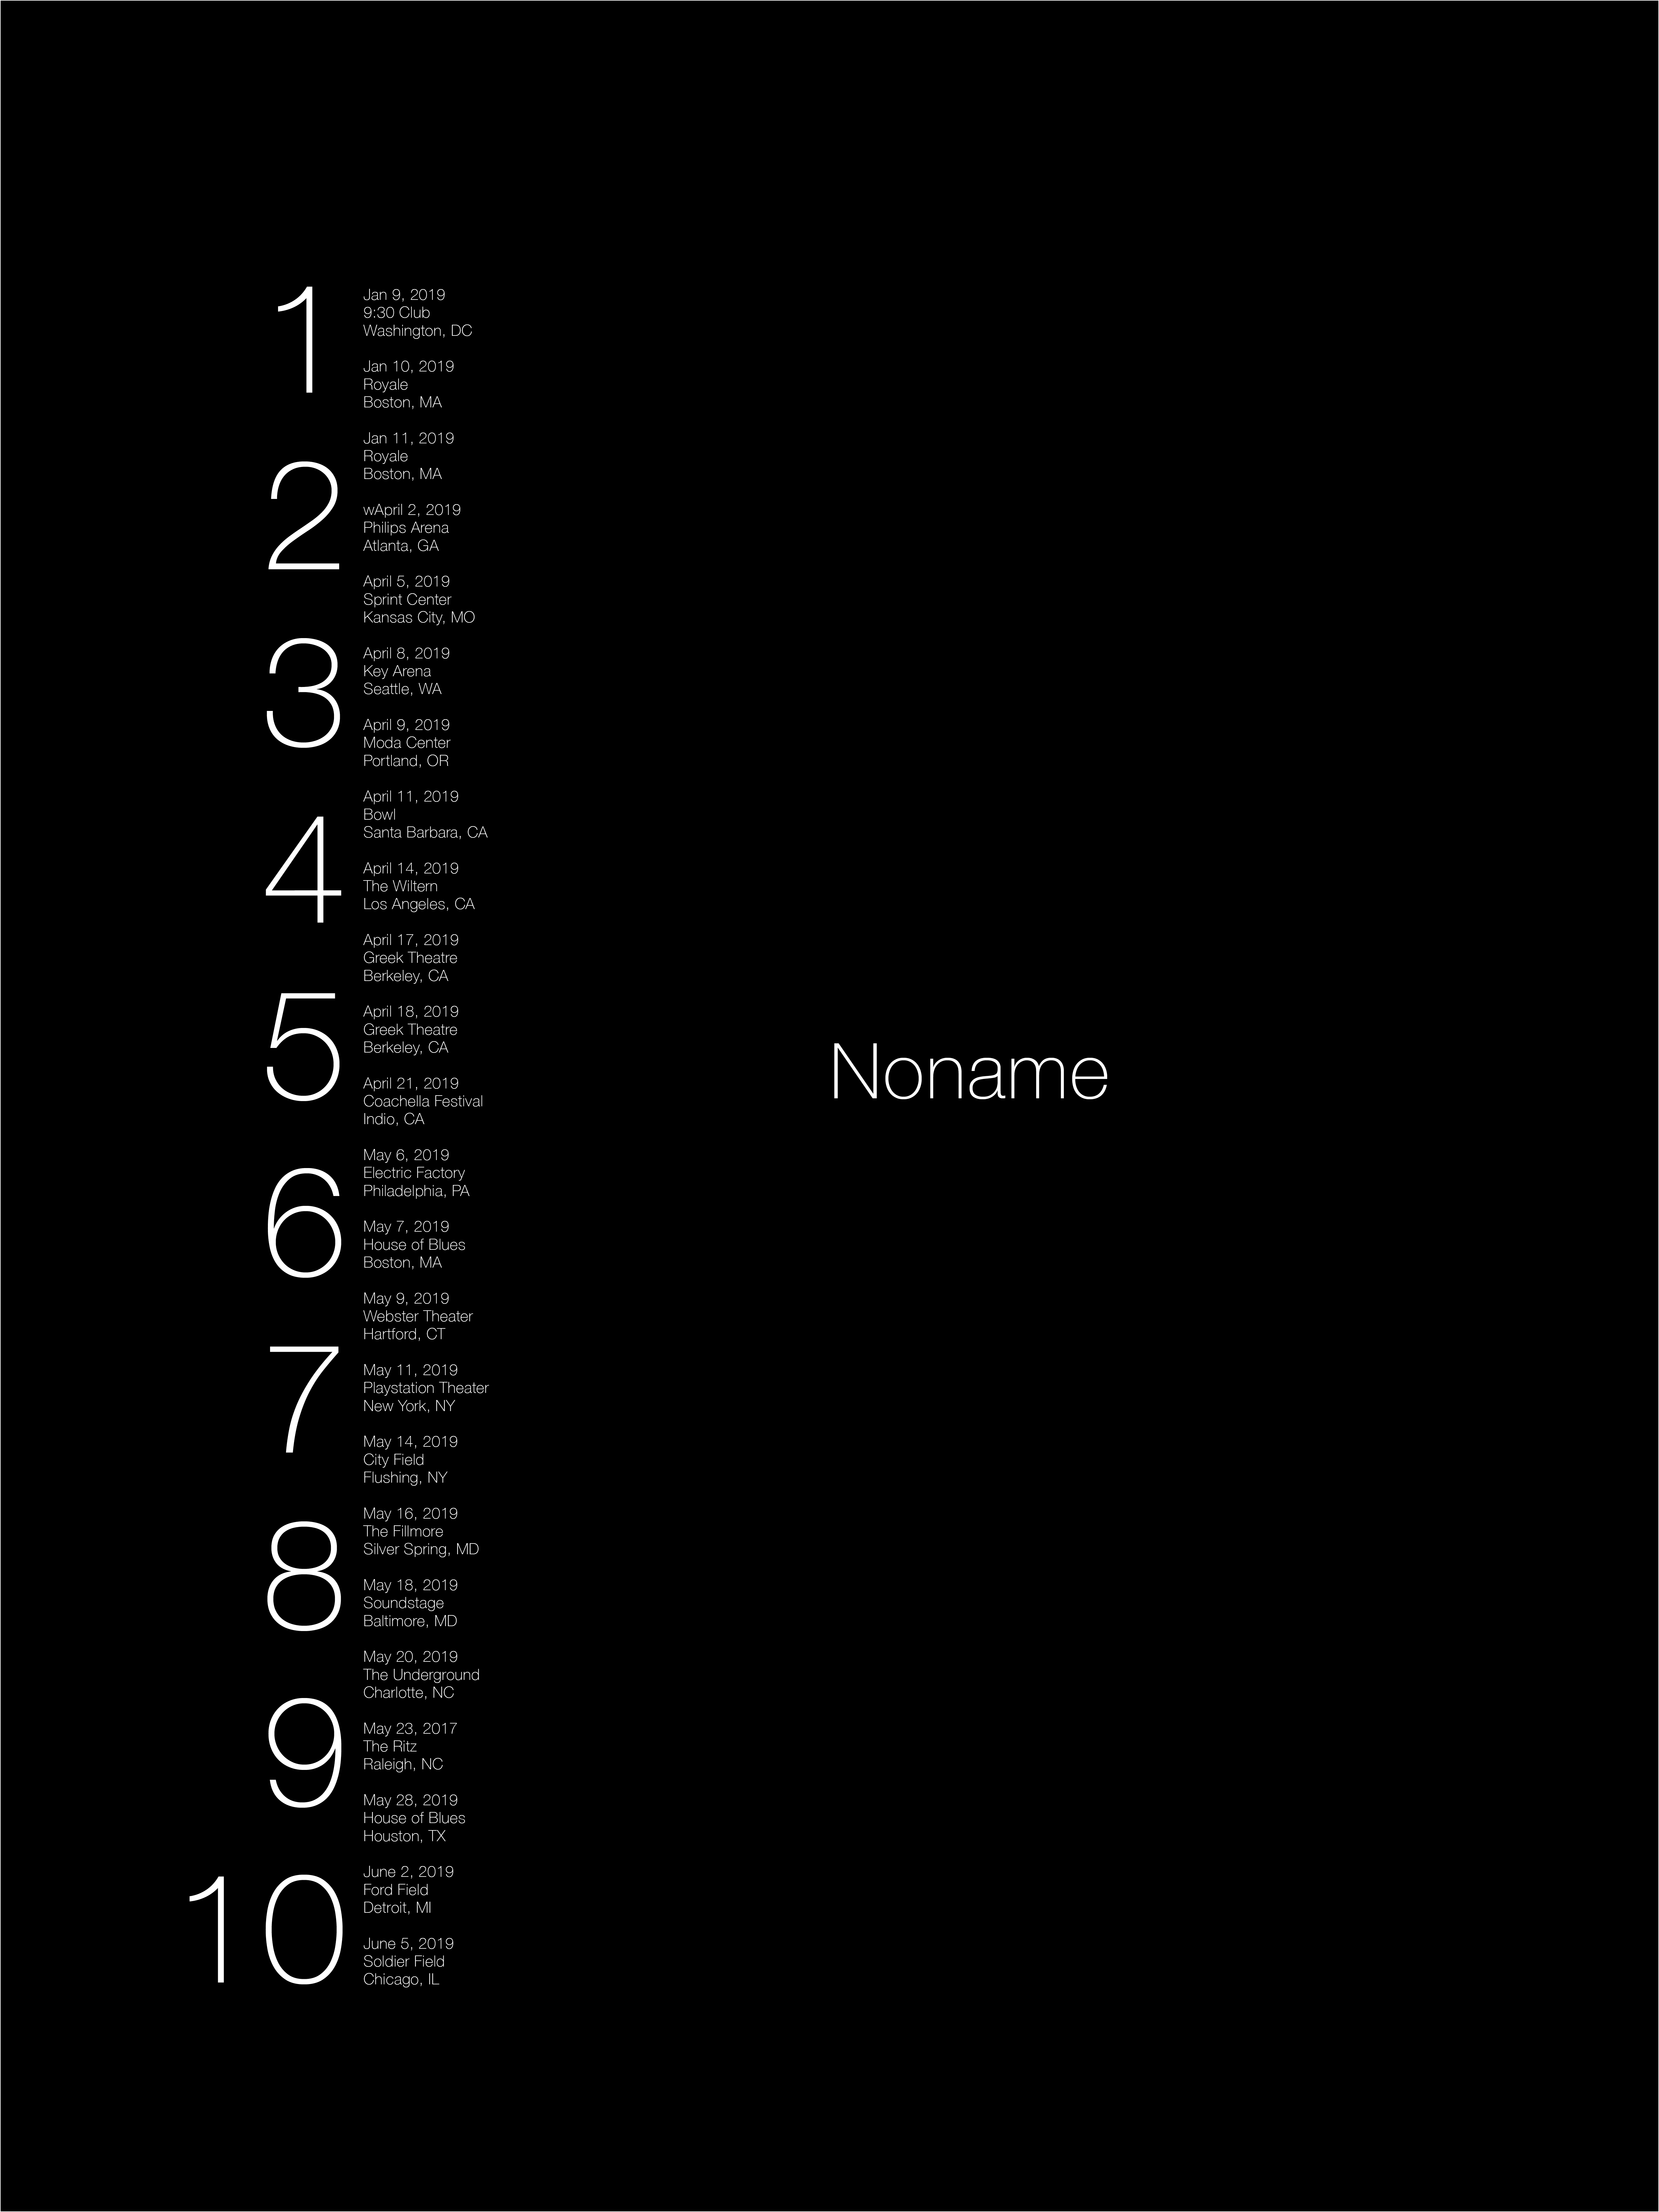 1
2
3
4
5
6
7
8
9
10
Jan 9, 2019
9:30 Club
Washington, DC
Jan 10, 2019
Royale
Boston, MA
Jan 11, 2019
Royale
Boston, MA
wApril 2, 2019
Philips Arena
Atlanta, GA
April 5, 2019
Sprint Center
Kansas City, MO
April 8, 2019
Key Arena
Seattle, WA
April 9, 2019
Moda Center
Portland, OR
April 11, 2019
Bowl
Santa Barbara, CA
April 14, 2019
The Wiltern
Los Angeles, CA
April 17, 2019
Greek Theatre
Berkeley, CA
April 18, 2019
Greek Theatre
Berkeley, CA
April 21, 2019
Coachella Festival
Indio, CA
May 6, 2019
Electric Factory
Philadelphia, PA
May 7, 2019
House of Blues
Boston, MA
May 9, 2019
Webster Theater
Hartford, CT
May 11, 2019
Playstation Theater
New York, NY
May 14, 2019
City Field
Flushing, NY
May 16, 2019
The Fillmore
Silver Spring, MD
May 18, 2019
Soundstage
Baltimore, MD
May 20, 2019
The Underground
Charlotte, NC
May 23, 2017
The Ritz
Raleigh, NC
May 28, 2019
House of Blues
Houston, TX
June 2, 2019
Ford Field
Detroit, MI
June 5, 2019
Soldier Field
Chicago, IL
Noname